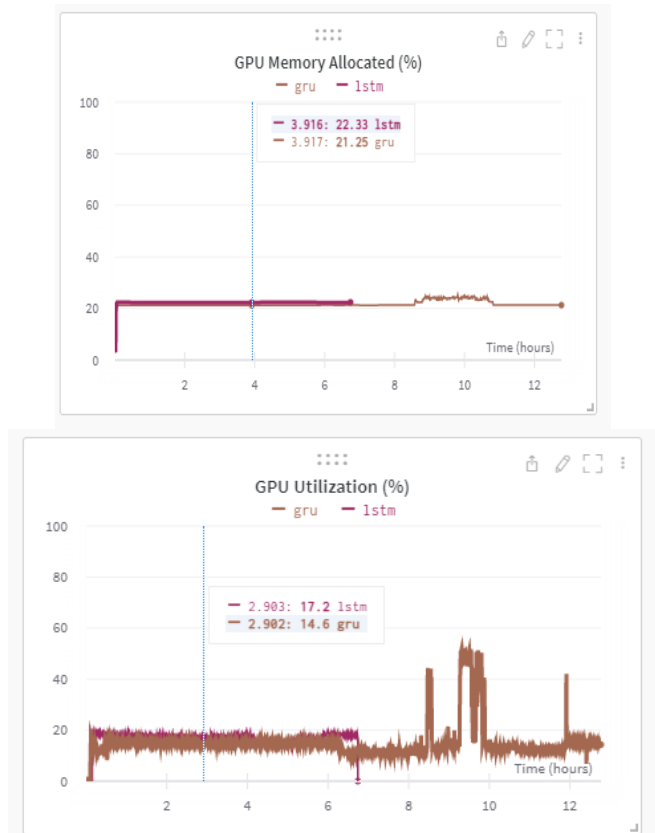 GPU Memory Allocated (%)
gru lstm
100
3.916: 22.33 lstm
3.917: 21.25 gru
80
60
40
20
0
Time (hours)
2 4 6 8 10 12
GPU Utilization (%)
gru lstm
100
80
2.903: 17.2 lstm
2.902: 14.6 gru
60
40
20
0
Time (hours)
2 4 6 8 10 12